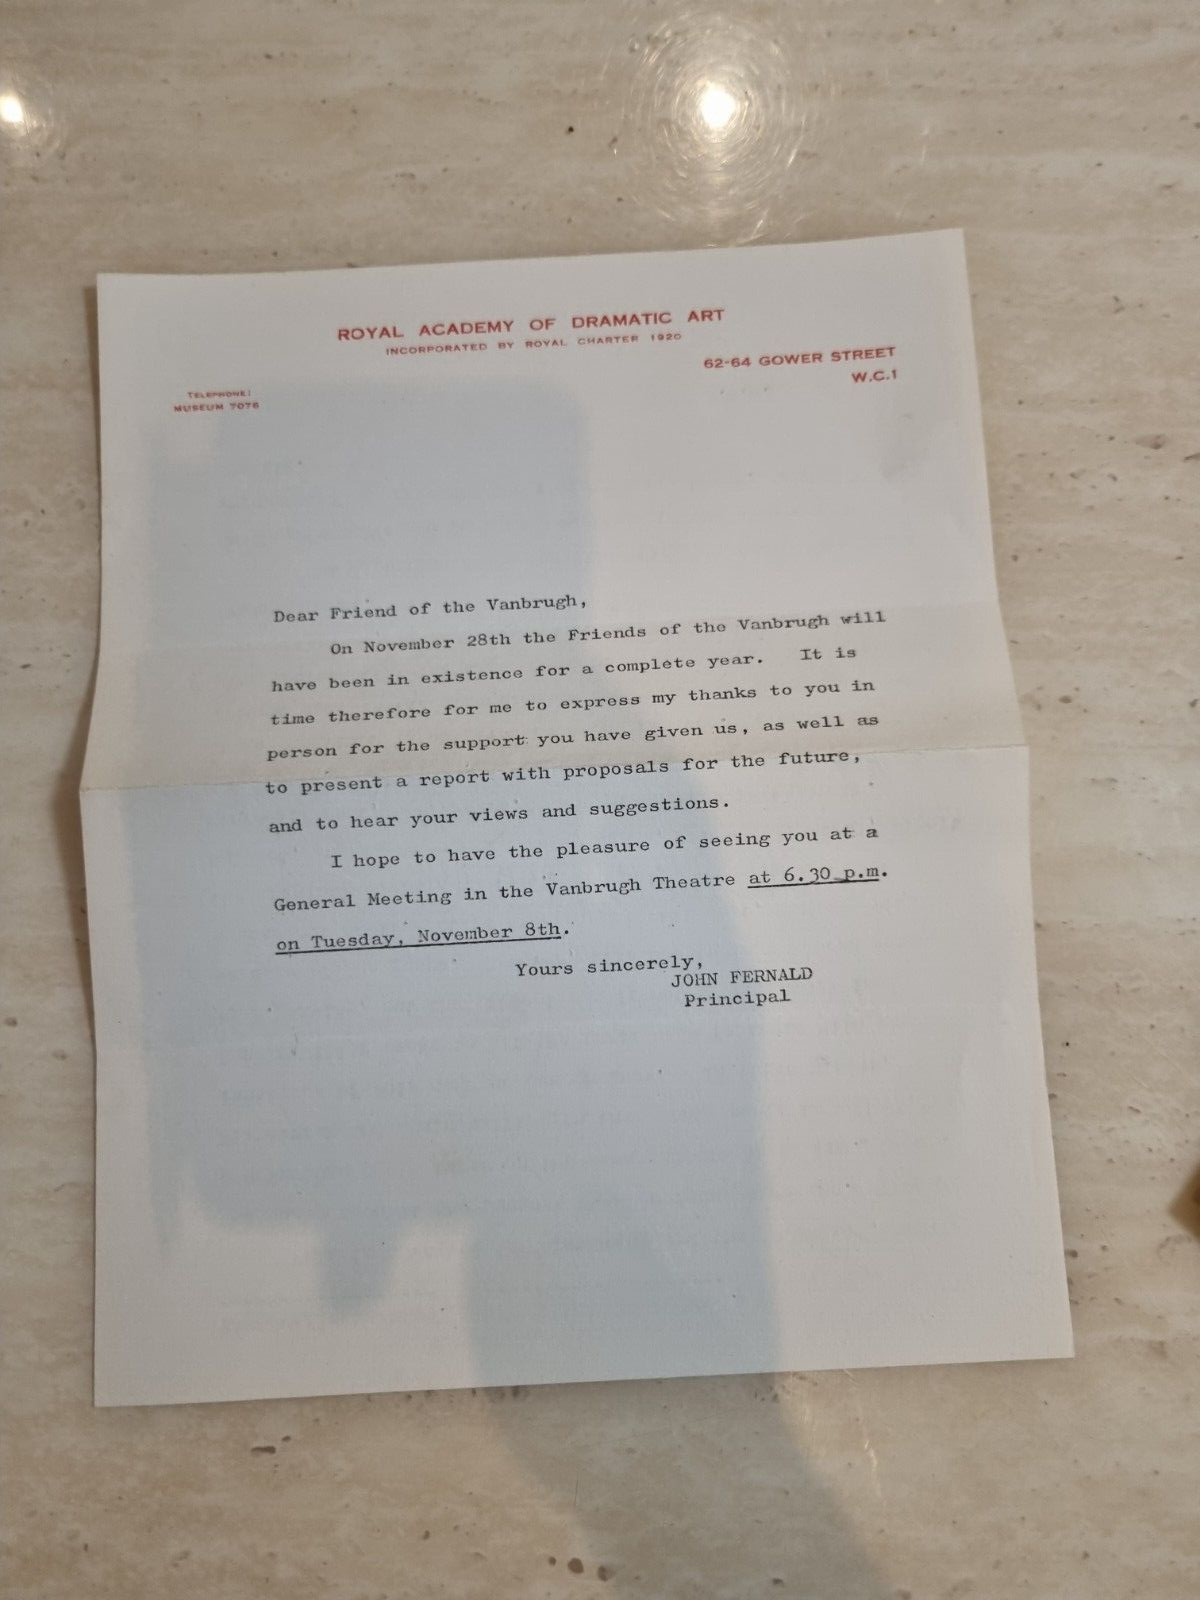 ROYAL ACADEMY OF DRAMATIC ART
INCORPORATED BY ROYAL CHARTER 1920
62-64 GOWER STREET
W.C.1
TELEPHONE:
MUSEUM 7076
Dear Friend of the Vanbrugh,
On November 28th the Friends of the Vanbrugh will
have been in existence for a complete year. It is
time therefore for me to express my thanks to you in
person for the support you have given us, as well as
to present a report with proposals for the future,
and to hear your views and suggestions.
I hope to have the pleasure of seeing you at a
General Meeting in the Vanbrugh Theatre at 6.30 p.m.
on Tuesday, November 8th.
Yours sincerely,
JOHN FERNALD
Principal